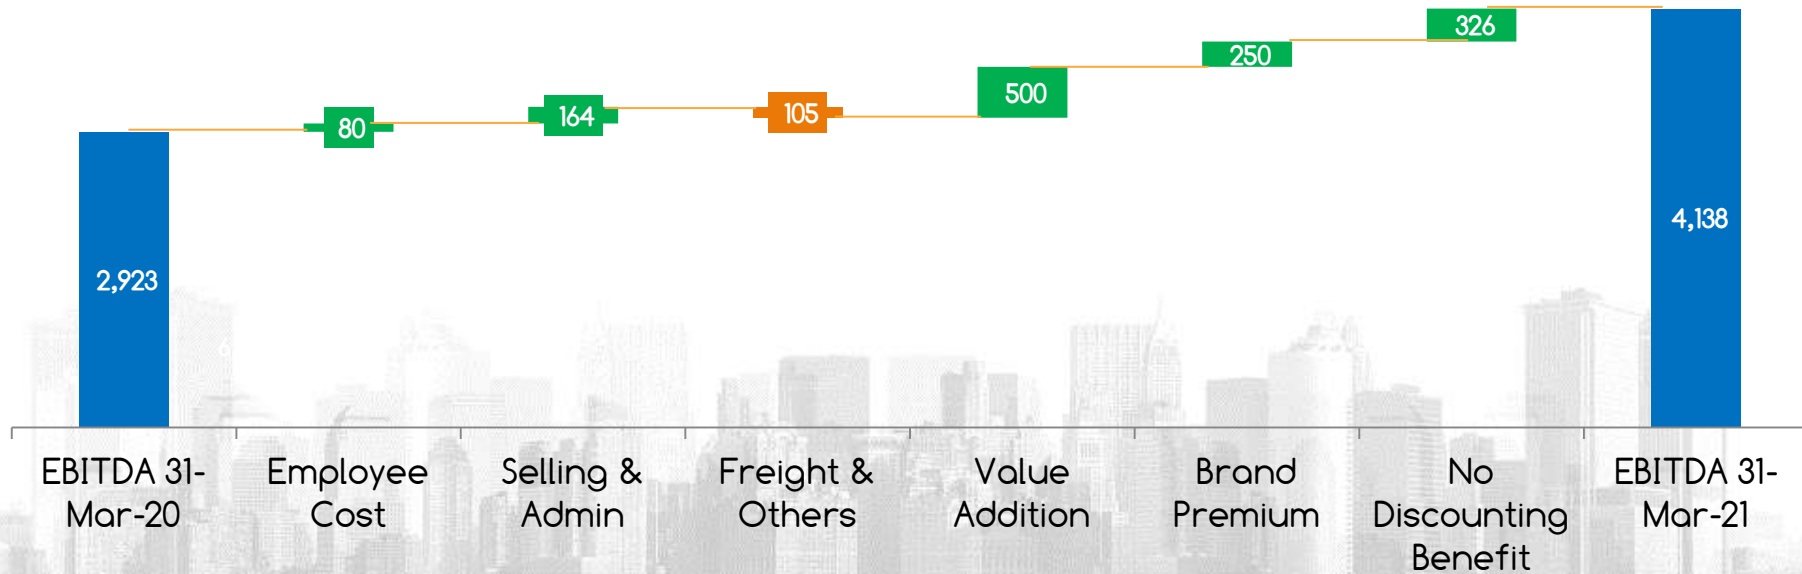 326
250
500
164
105
80
4,138
2,923
6
EBITDA 31-
Mar-20
Employee
Cost
Selling &
Admin
Freight &
Others
Value
Addition
Brand
Premium
No
Discounting
Benefit
EBITDA 31-
Mar-21